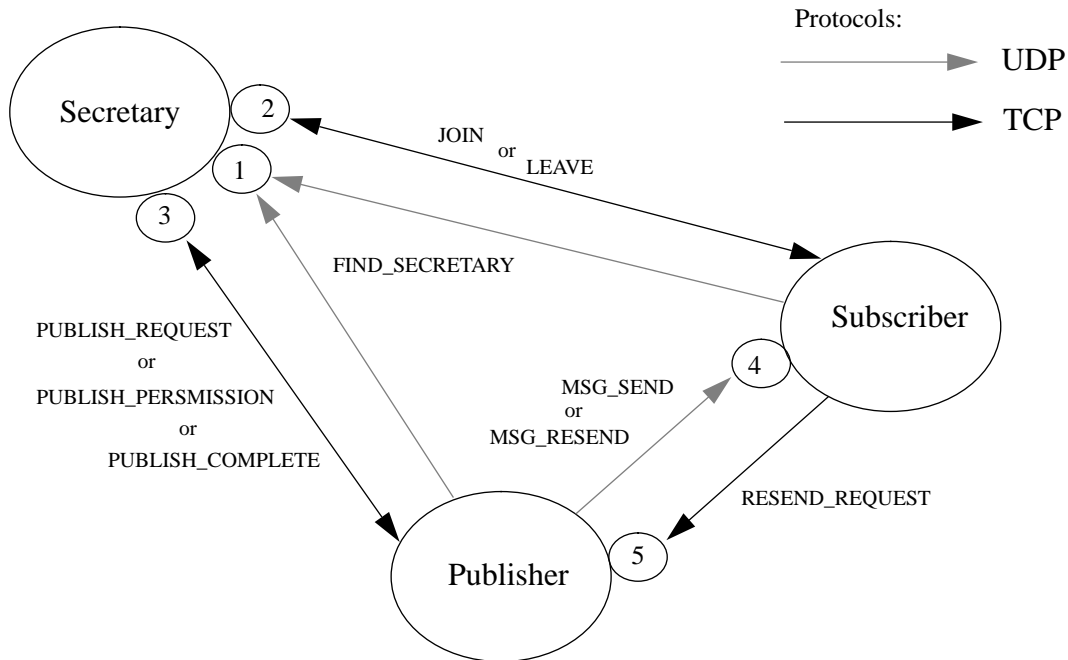 Protocols:
UDP
TCP
Secretary
2
1
3
JOIN
or
LEAVE
FIND_SECRETARY
Subscriber
4
PUBLISH_REQUEST
or
PUBLISH_PERSMISSION
or
PUBLISH_COMPLETE
MSG_SEND
or
MSG_RESEND
RESEND_REQUEST
Publisher
5